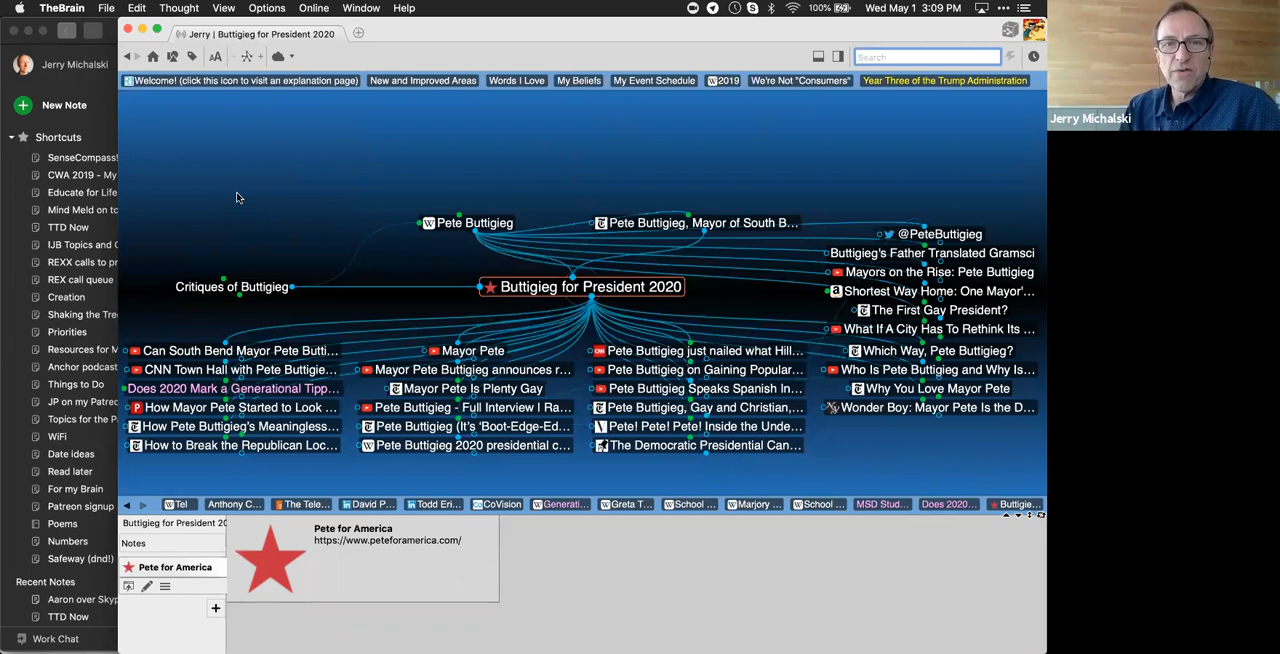 TheBrain File Edit Thought View Options Online Window Help 100% Wed May 1 3:09 PM
Jerry | Buttigieg for President 2020
Jerry Michalski
New Note
Shortcuts
SenseCompass!
CWA 2019 - My
Educate for Life
Mind Meld on to
TTD Now
IJB Topics and
REXX calls to pr
REX call queue
Creation
Shaking the Tre
Priorities
Resources for M
Anchor podcast
Things to Do
JP on my Patre
Topics for the P
WiFi
Date ideas
Read later
For my Brain
Patreon signup
Poems
Numbers
Safeway (dnd!)
Recent Notes
Aaron over Skyp
TTD Now
Work Chat
AA
Search
Welcome! (click this icon to visit an explanation page) New and Improved Areas Words I Love My Beliefs My Event Schedule 2019 We're Not "Consumers" Year Three of the Trump Administration
Pete Buttigieg
Pete Buttigieg, Mayor of South B...
Critiques of Buttigieg
Buttigieg for President 2020
@PeteButtigieg
Buttigieg's Father Translated Gramsci
Mayors on the Rise: Pete Buttigieg
Shortest Way Home: One Mayor'...
The First Gay President?
What If A City Has To Rethink Its ...
Which Way, Pete Buttigieg?
Who Is Pete Buttigieg and Why Is...
Why You Love Mayor Pete
Wonder Boy: Mayor Pete Is the D...
Can South Bend Mayor Pete Butti...
CNN Town Hall with Pete Buttigie...
Does 2020 Mark a Generational Tipp...
How Mayor Pete Started to Look ...
How Pete Buttigieg's Meaningless...
How to Break the Republican Loc...
Mayor Pete
Mayor Pete Buttigieg announces r...
Mayor Pete Is Plenty Gay
Pete Buttigieg - Full Interview | Ra...
Pete Buttigieg (It's 'Boot-Edge-Ed...
Pete Buttigieg 2020 presidential c...
Pete Buttigieg just nailed what Hill...
Pete Buttigieg on Gaining Popular...
Pete Buttigieg Speaks Spanish In...
Pete Buttigieg, Gay and Christian,...
Pete! Pete! Pete! Inside the Unde...
The Democratic Presidential Can...
Tel Anthony C... The Tele... David P... Todd Eri... CoVision Generati... Greta T... School ... Marjory ... School ... MSD Stud... Does 2020... Buttigie...
Buttigieg for President 20
Notes
Pete for America
Pete for America
https://www.peteforamerica.com/
Jerry Michalski